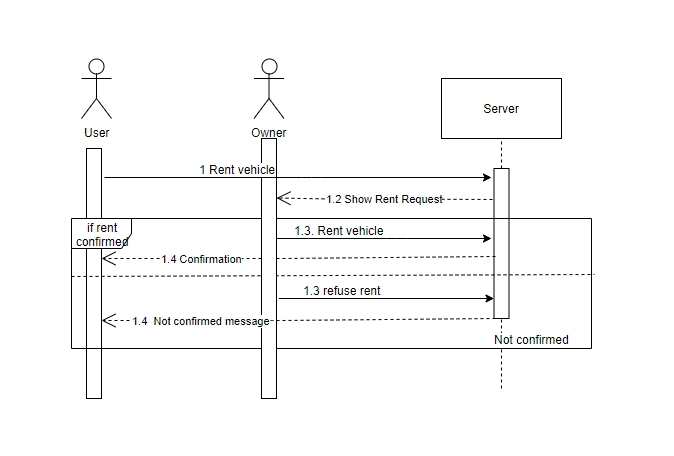 User
Owner
Server
1 Rent vehicle
1.2 Show Rent Request
if rent
confirmed
1.3. Rent vehicle
1.4 Confirmation
1.3 refuse rent
1.4 Not confirmed message
Not confirmed